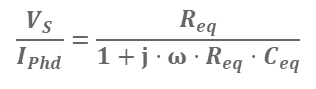 V_S / I_Phd = R_eq / (1 + j · ω · R_eq · C_eq)